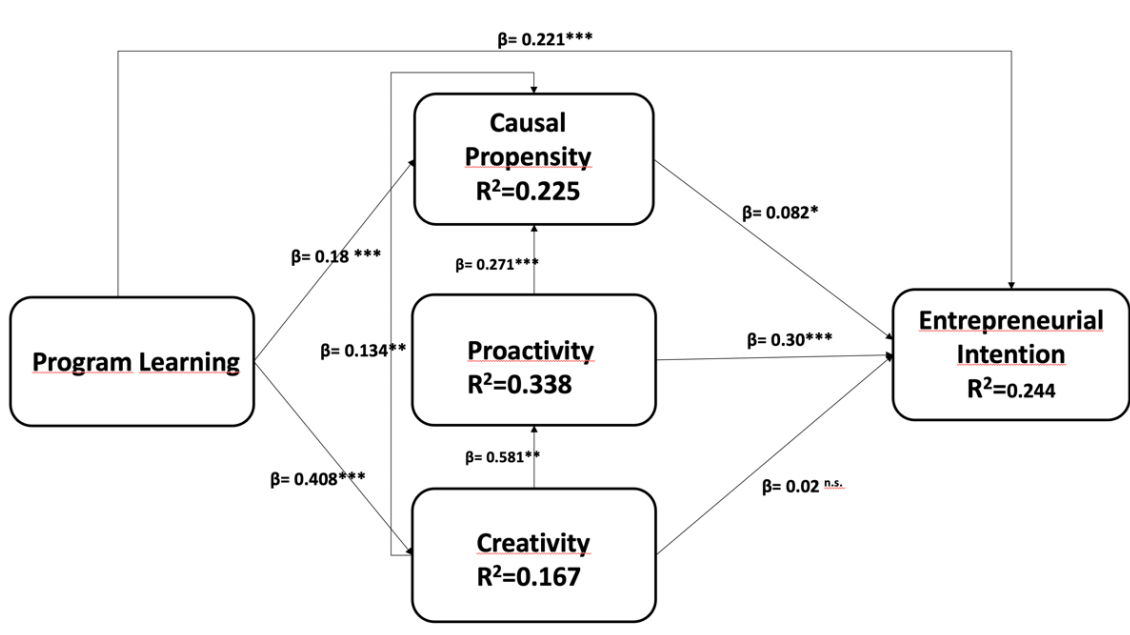 β= 0.221***
Causal
Propensity
R²=0.225
β= 0.082*
β= 0.18 ***
β= 0.271***
Program Learning
β= 0.134**
Proactivity
R²=0.338
β= 0.30***
Entrepreneurial
Intention
R²=0.244
β= 0.581**
β= 0.408***
β= 0.02 n.s.
Creativity
R²=0.167